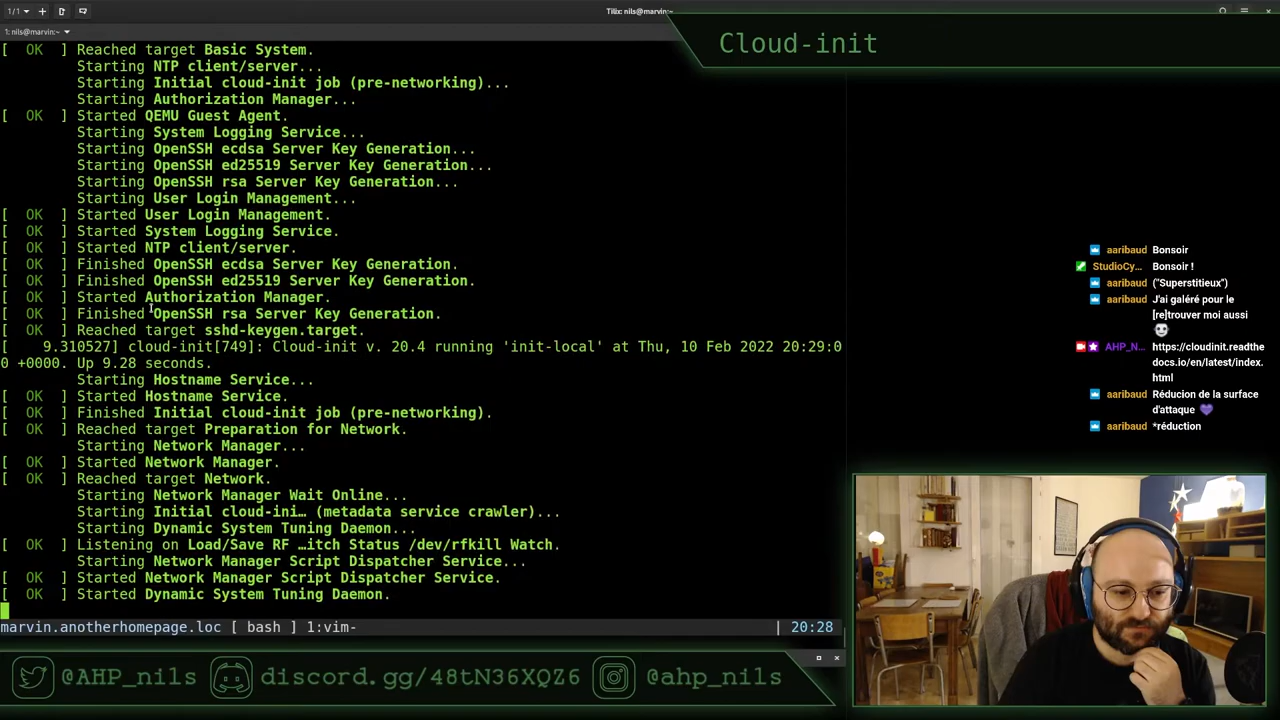 1/1
Tilix: nils@marvin:~
1: nils@marvin:~
Cloud-init
[  OK  ] Reached target Basic System.
Starting NTP client/server...
Starting Initial cloud-init job (pre-networking)...
Starting Authorization Manager...
[  OK  ] Started QEMU Guest Agent.
Starting System Logging Service...
Starting OpenSSH ecdsa Server Key Generation...
Starting OpenSSH ed25519 Server Key Generation...
Starting OpenSSH rsa Server Key Generation...
Starting User Login Management...
[  OK  ] Started User Login Management.
[  OK  ] Started System Logging Service.
[  OK  ] Started NTP client/server.
[  OK  ] Finished OpenSSH ecdsa Server Key Generation.
[  OK  ] Finished OpenSSH ed25519 Server Key Generation.
[  OK  ] Started Authorization Manager.
[  OK  ] Finished OpenSSH rsa Server Key Generation.
[  OK  ] Reached target sshd-keygen.target.
[    9.310527] cloud-init[749]: Cloud-init v. 20.4 running 'init-local' at Thu, 10 Feb 2022 20:29:0
0 +0000. Up 9.28 seconds.
Starting Hostname Service...
[  OK  ] Started Hostname Service.
[  OK  ] Finished Initial cloud-init job (pre-networking).
[  OK  ] Reached target Preparation for Network.
Starting Network Manager...
[  OK  ] Started Network Manager.
[  OK  ] Reached target Network.
Starting Network Manager Wait Online...
Starting Initial cloud-ini… (metadata service crawler)...
Starting Dynamic System Tuning Daemon...
[  OK  ] Listening on Load/Save RF …itch Status /dev/rfkill Watch.
Starting Network Manager Script Dispatcher Service...
[  OK  ] Started Network Manager Script Dispatcher Service.
[  OK  ] Started Dynamic System Tuning Daemon.
marvin.anotherhomepage.loc [ bash ] 1:vim- | 20:28
aaribaud Bonsoir
StudioCy... Bonsoir !
aaribaud ("Superstitieux")
aaribaud J'ai galéré pour le
[re]trouver moi aussi
AHP_N... https://cloudinit.readthe
docs.io/en/latest/index.
html
aaribaud Réducion de la surface
d'attaque
aaribaud *réduction
@AHP_nils discord.gg/48tN36XQZ6 @ahp_nils